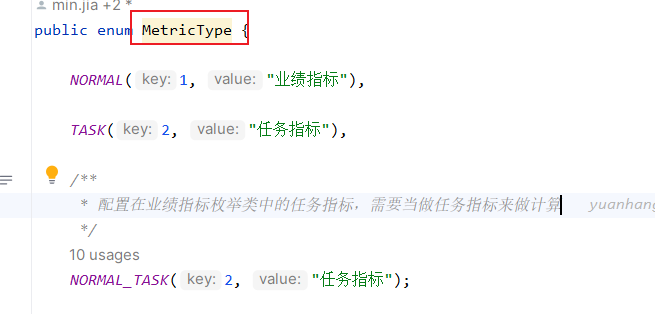 min.jia +2 *
public enum MetricType {
NORMAL( key: 1, value: "业绩指标"),
TASK( key: 2, value: "任务指标"),
/**
* 配置在业绩指标枚举类中的任务指标，需要当做任务指标来做计算 yuanhang
*/
10 usages
NORMAL_TASK( key: 2, value: "任务指标");